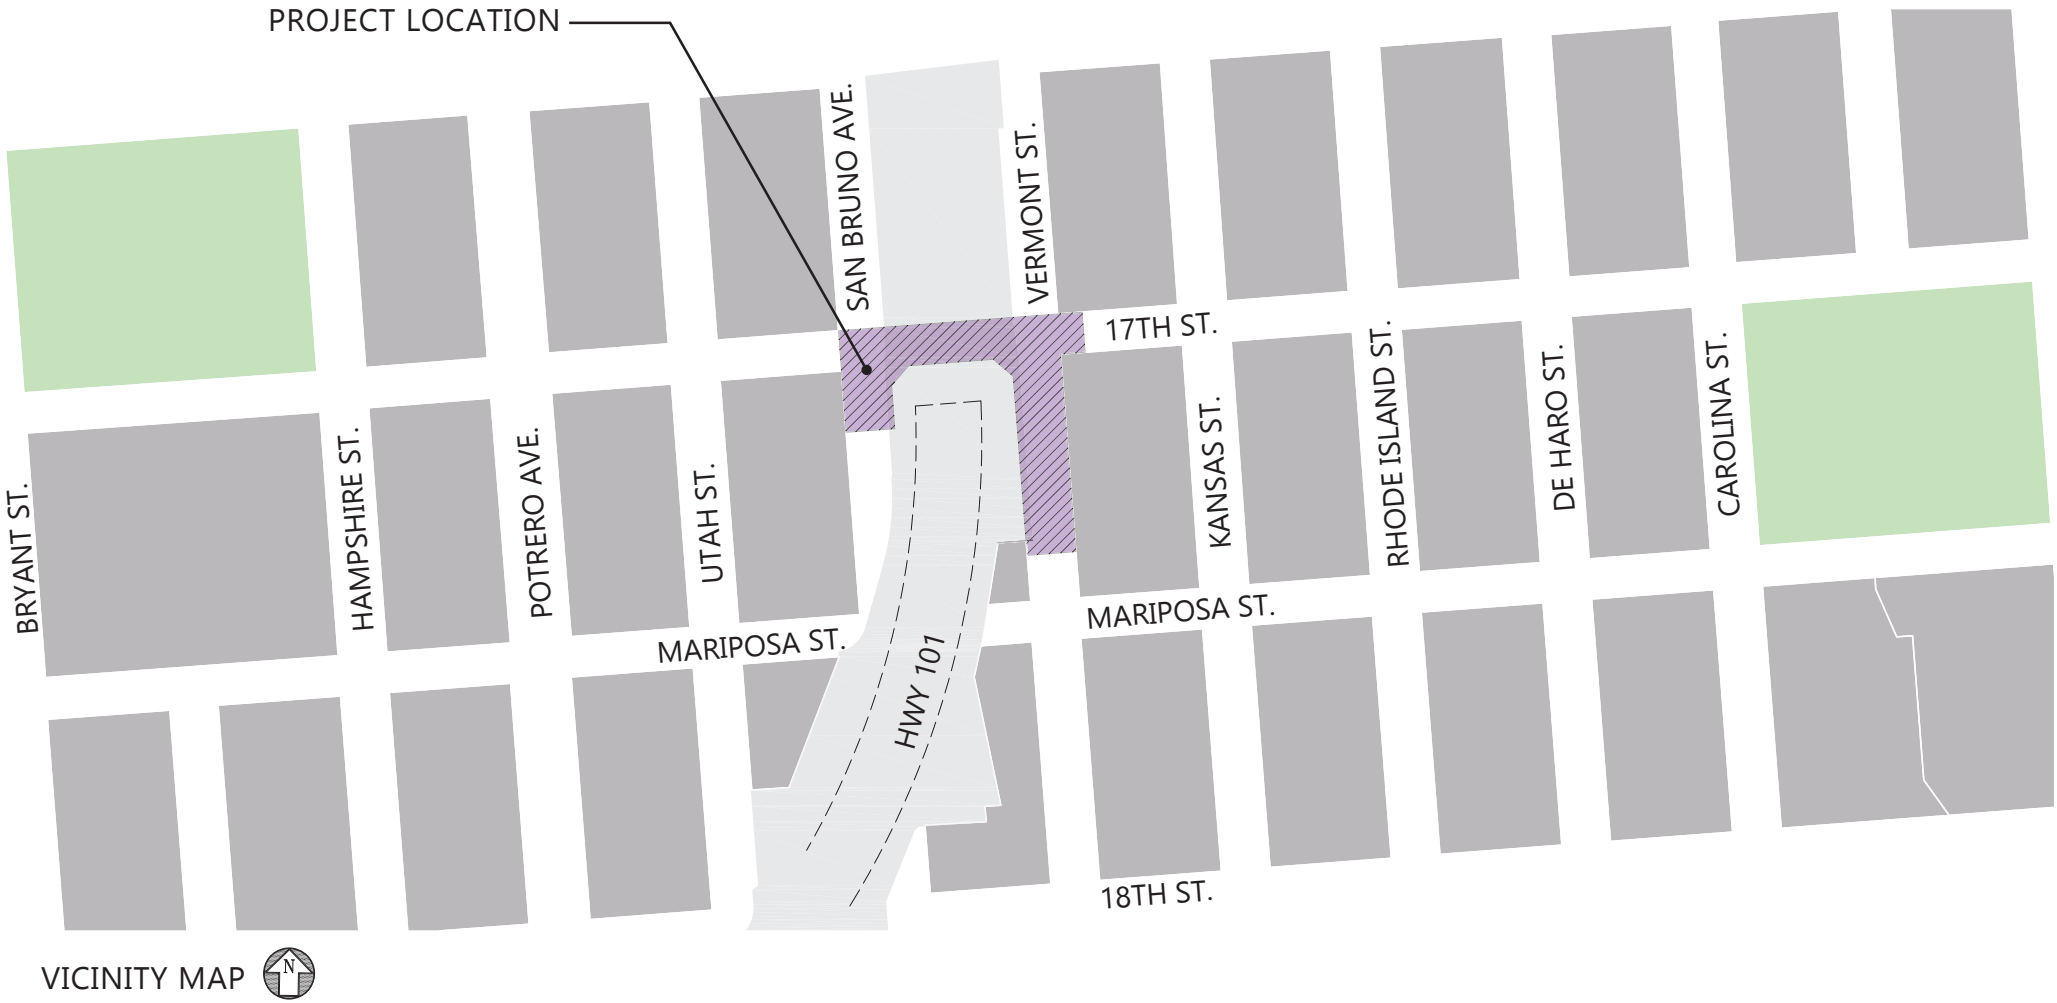 PROJECT LOCATION
SAN BRUNO AVE.
VERMONT ST.
17TH ST.
BRYANT ST.
HAMPSHIRE ST.
POTRERO AVE.
UTAH ST.
KANSAS ST.
RHODE ISLAND ST.
DE HARO ST.
CAROLINA ST.
MARIPOSA ST.
MARIPOSA ST.
HWY 101
18TH ST.
VICINITY MAP
N